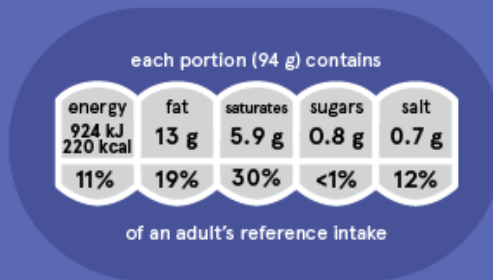 each portion (94 g) contains
energy fat saturates sugars salt
924 kJ
220 kcal 13 g 5.9 g 0.8 g 0.7 g
11% 19% 30% <1% 12%
of an adult's reference intake